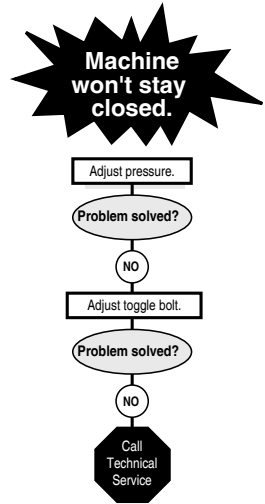 Machine
won't stay
closed.
Adjust pressure.
Problem solved?
NO
Adjust toggle bolt.
Problem solved?
NO
Call
Technical
Service